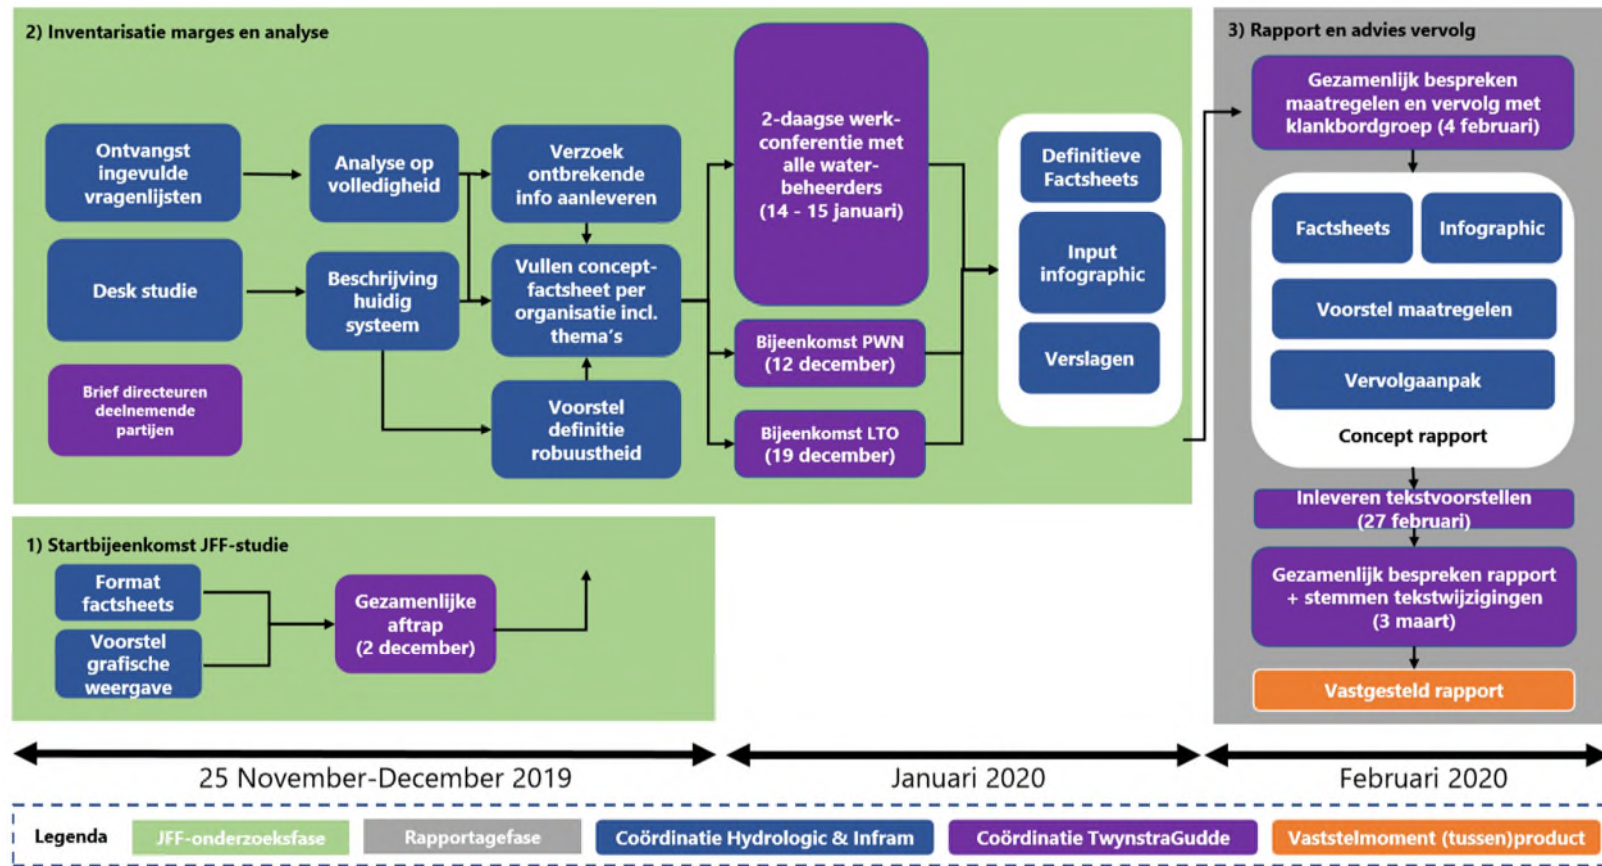 2) Inventarisatie marges en analyse
Ontvangst
ingevulde
vragenlijsten
Analyse op
volledigheid
Verzoek
ontbrekende
info aanleveren
Desk studie
Beschrijving
huidig
systeem
Vullen concept-
factsheet per
organisatie incl.
thema's
Brief directeuren
deelnemende
partijen
Voorstel
definitie
robuustheid
2-daagse werk-
conferentie met
alle water-
beheerders
(14 - 15 januari)
Bijeenkomst PWN
(12 december)
Bijeenkomst LTO
(19 december)
Definitieve
Factsheets
Input
infographic
Verslagen
1) Startbijeenkomst JFF-studie
Format
factsheets
Voorstel
grafische
weergave
Gezamenlijke
aftrap
(2 december)
3) Rapport en advies vervolg
Gezamenlijk bespreken
maatregelen en vervolg met
klankbordgroep (4 februari)
Factsheets
Infographic
Voorstel maatregelen
Vervolgaanpak
Concept rapport
Inleveren tekstvoorstellen
(27 februari)
Gezamenlijk bespreken rapport
+ stemmen tekstwijzigingen
(3 maart)
Vastgesteld rapport
25 November-December 2019
Januari 2020
Februari 2020
Legenda
JFF-onderzoeksfase
Rapportagefase
Coördinatie Hydrologic & Infram
Coördinatie TwynstraGudde
Vaststelmoment (tussen)product